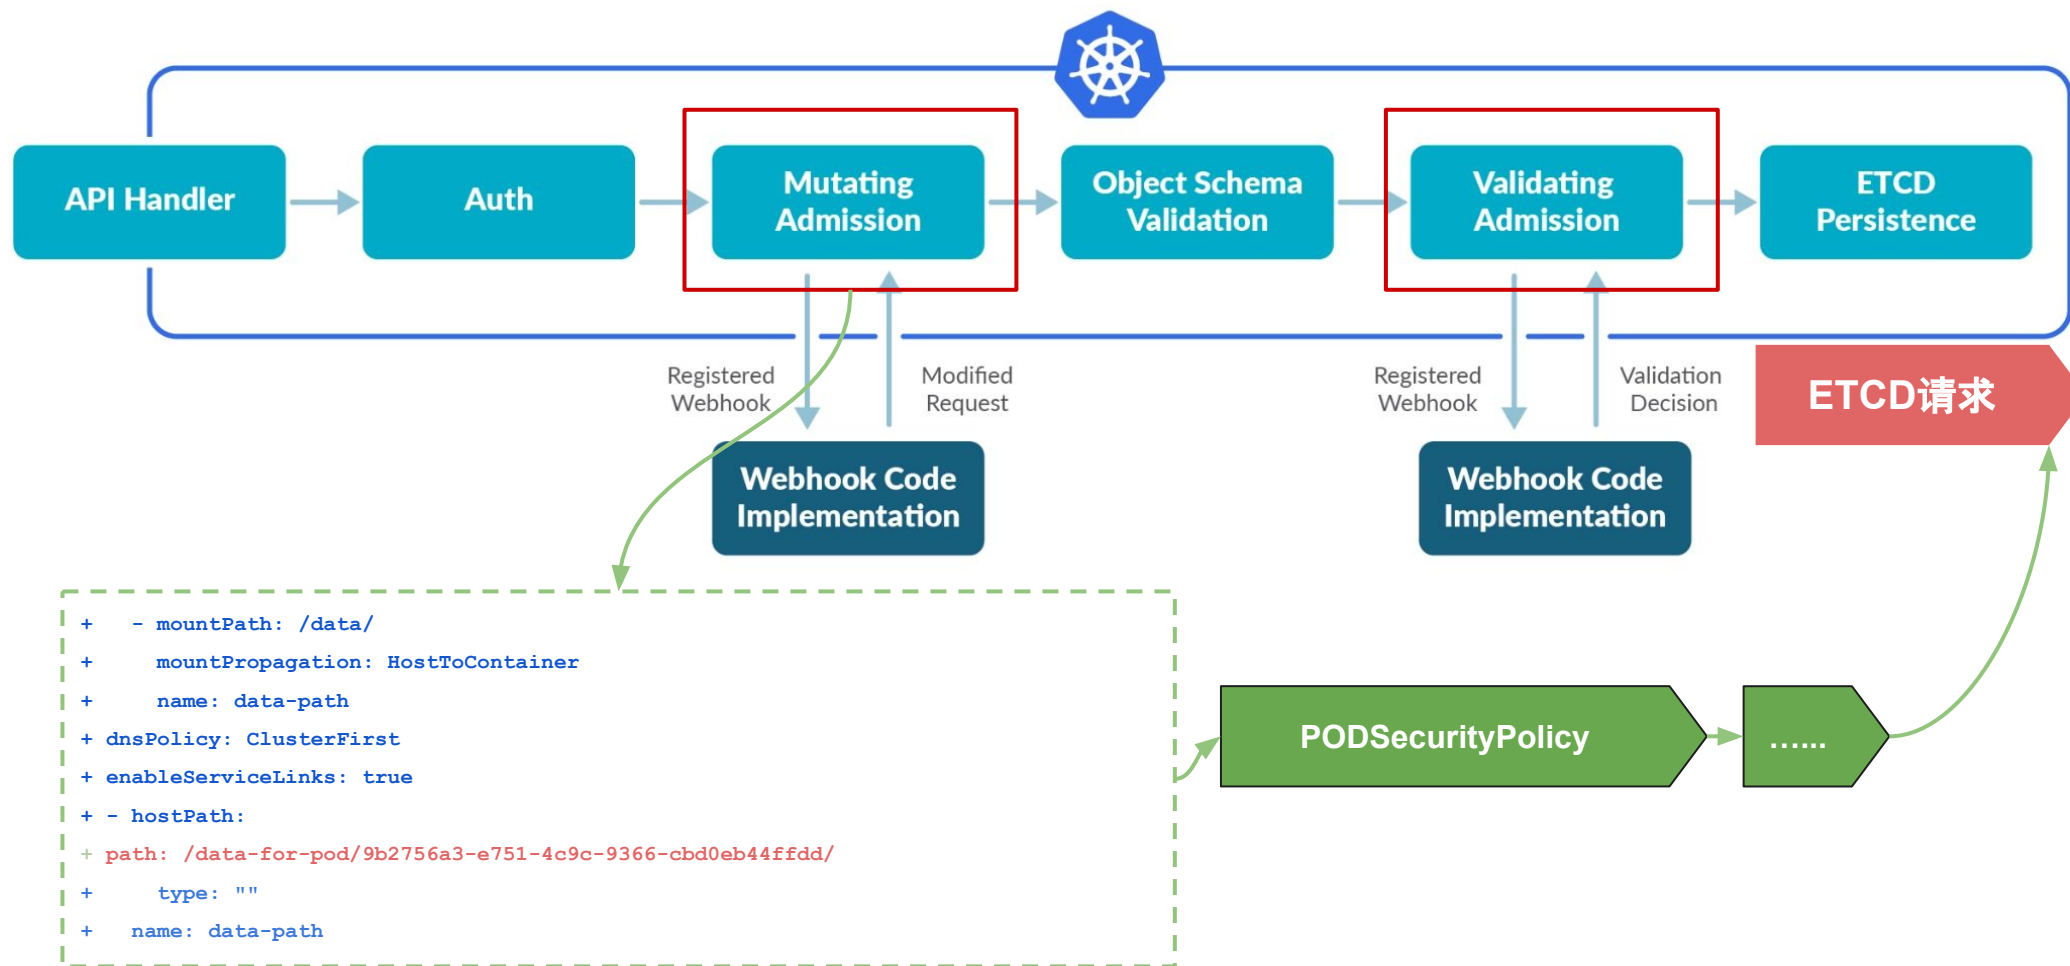 API Handler
Auth
Mutating
Admission
Object Schema
Validation
Validating
Admission
ETCD
Persistence
Registered
Webhook
Modified
Request
Registered
Webhook
Validation
Decision
ETCD请求
Webhook Code
Implementation
Webhook Code
Implementation
+   - mountPath: /data/
+     mountPropagation: HostToContainer
+     name: data-path
+ dnsPolicy: ClusterFirst
+ enableServiceLinks: true
+ - hostPath:
+ path: /data-for-pod/9b2756a3-e751-4c9c-9366-cbd0eb44ffdd/
+     type: ""
+   name: data-path
PODSecurityPolicy
…...